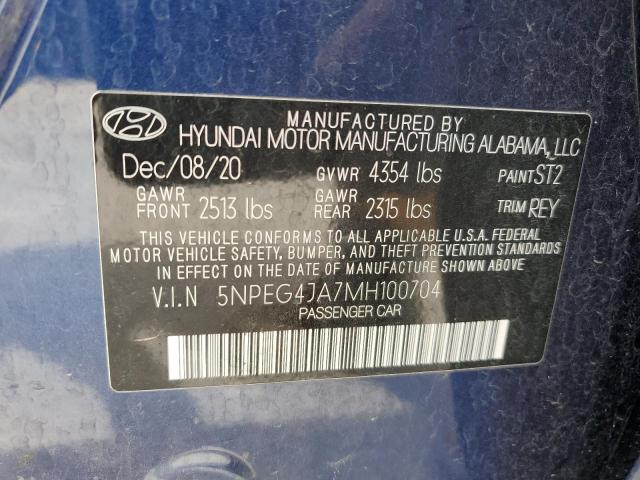 MANUFACTURED BY
HYUNDAI MOTOR MANUFACTURING ALABAMA, LLC
Dec/08/20 GVWR 4354 lbs PAINT ST2
GAWR FRONT 2513 lbs GAWR REAR 2315 lbs TRIM REY
THIS VEHICLE CONFORMS TO ALL APPLICABLE U.S.A. FEDERAL
MOTOR VEHICLE SAFETY, BUMPER, AND THEFT PREVENTION STANDARDS
IN EFFECT ON THE DATE OF MANUFACTURE SHOWN ABOVE
V.I.N 5NPEG4JA7MH100704
PASSENGER CAR